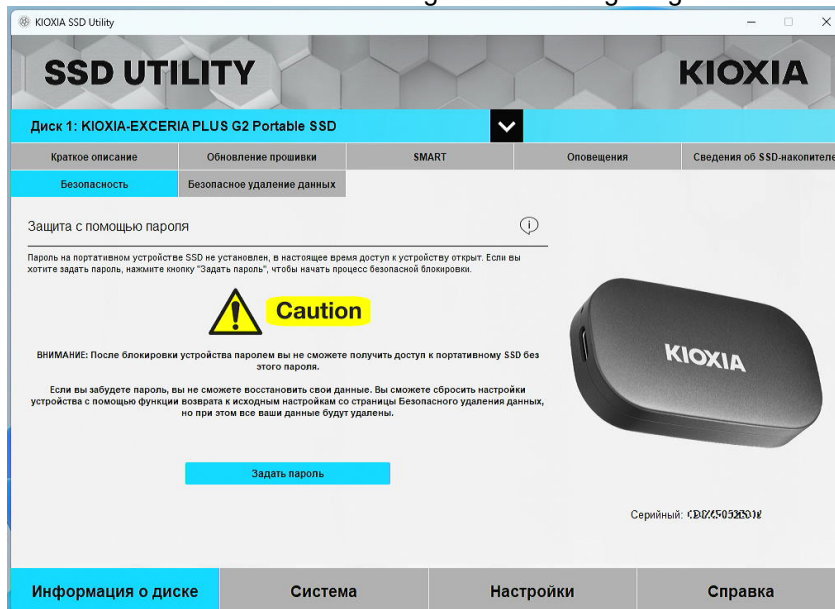 KIOXIA SSD Utility
SSD UTILITY
KIOXIA
Диск 1: KIOXIA-EXCERIA PLUS G2 Portable SSD
Краткое описание
Обновление прошивки
SMART
Оповещения
Сведения об SSD-накопителе
Безопасность
Безопасное удаление данных
Защита с помощью пароля
Пароль на портативном устройстве SSD не установлен, в настоящее время доступ к устройству открыт. Если вы
хотите задать пароль, нажмите кнопку "Задать пароль", чтобы начать процесс безопасной блокировки.
Caution
ВНИМАНИЕ: После блокировки устройства паролем вы не сможете получить доступ к портативному SSD без
этого пароля.
Если вы забудете пароль, вы не сможете восстановить свои данные. Вы сможете сбросить настройки
устройства с помощью функции возврата к исходным настройкам со страницы Безопасного удаления данных,
но при этом все ваши данные будут удалены.
KIOXIA
Задать пароль
Серийный:
Информация о диске
Система
Настройки
Справка